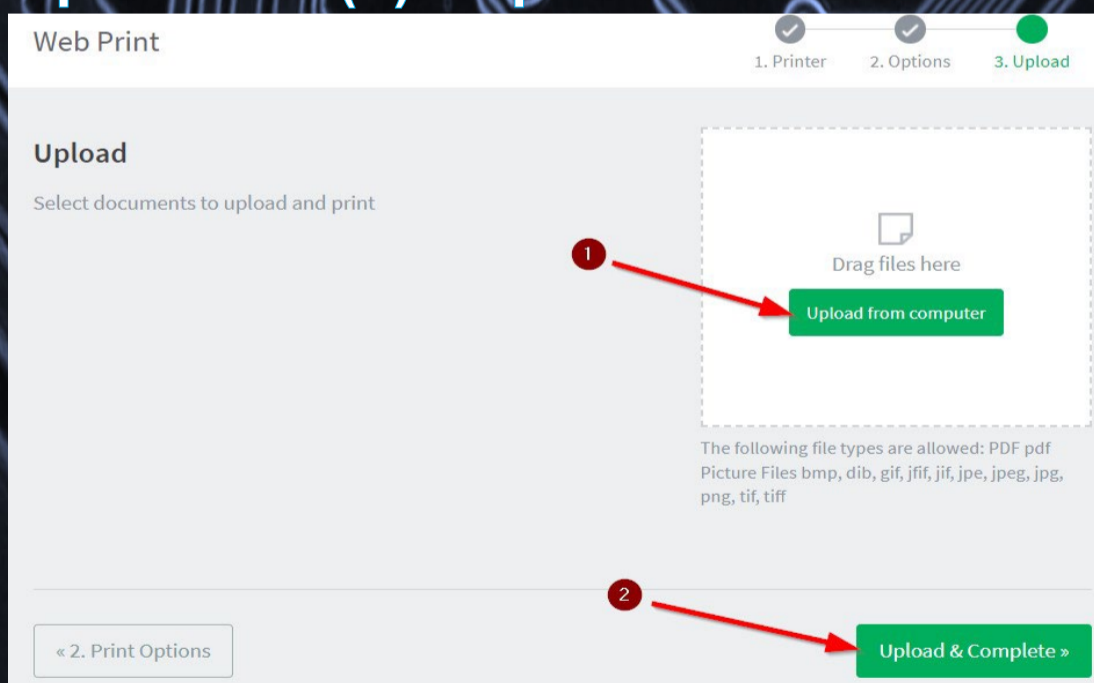 Web Print
1. Printer
2. Options
3. Upload
Upload
Select documents to upload and print
1
Drag files here
Upload from computer
The following file types are allowed: PDF pdf
Picture Files bmp, dib, gif, jfif, jif, jpe, jpeg, jpg,
png, tif, tiff
2
« 2. Print Options
Upload & Complete »